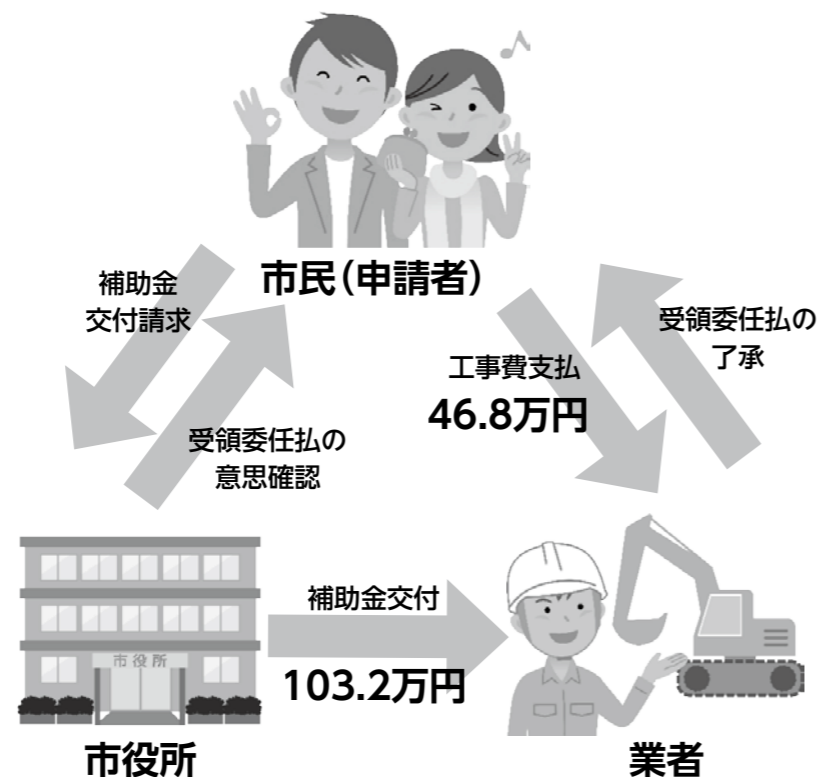 市民（申請者）
補助金
交付請求
受領委任払の
意思確認
工事費支払
46.8万円
受領委任払の
了承
補助金交付
103.2万円
市役所
市役所
業者